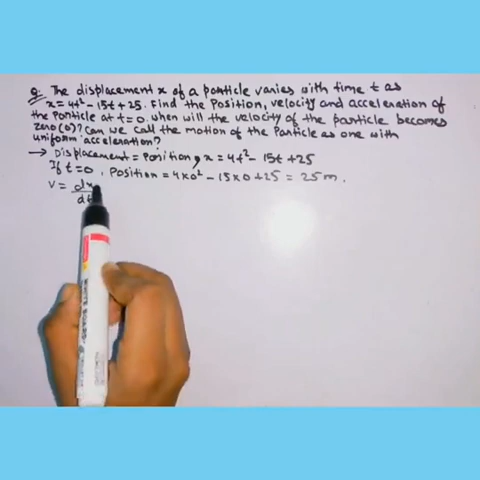 Q. The displacement x of a particle varies with time t as
x = 4t² - 15t + 25. Find the Position, velocity and acceleration of
the Particle at t = 0. when will the velocity of the particle becomes
zero (0)? Can we call the motion of the Particle as one with
uniform acceleration?
→ Displacement = Position, x = 4t² - 15t + 25
If t = 0, Position = 4 x 0² - 15 x 0 + 25 = 25 m.
V = dx/dt
WHITE BOARD